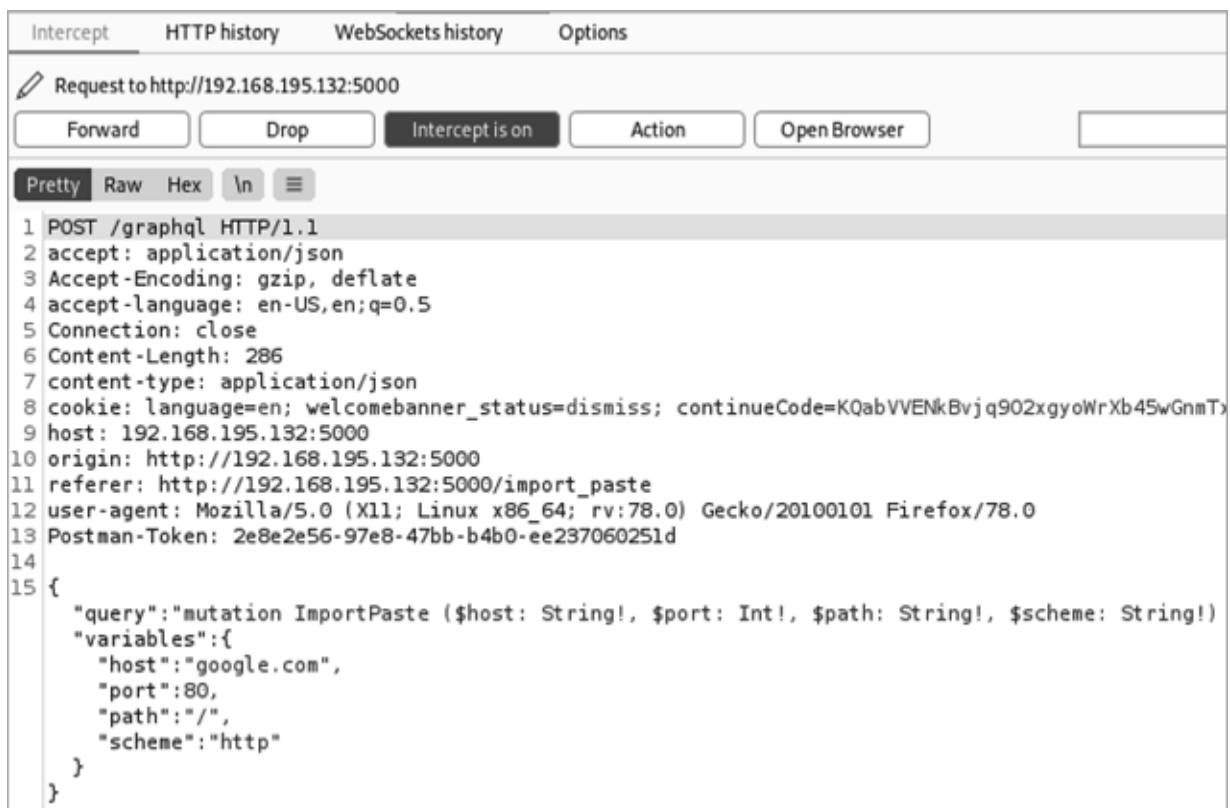 Intercept HTTP history WebSockets history Options
Request to http://192.168.195.132:5000
Forward Drop Intercept is on Action Open Browser
Pretty Raw Hex \n
1 POST /graphql HTTP/1.1
2 accept: application/json
3 Accept-Encoding: gzip, deflate
4 accept-language: en-US,en;q=0.5
5 Connection: close
6 Content-Length: 286
7 content-type: application/json
8 cookie: language=en; welcomebanner_status=dismiss; continueCode=KQabVVENkBvjq9O2xgyoWrXb45wGnmTx
9 host: 192.168.195.132:5000
10 origin: http://192.168.195.132:5000
11 referer: http://192.168.195.132:5000/import_paste
12 user-agent: Mozilla/5.0 (X11; Linux x86_64; rv:78.0) Gecko/20100101 Firefox/78.0
13 Postman-Token: 2e8e2e56-97e8-47bb-b4b0-ee237060251d
14
15 {
"query":"mutation ImportPaste ($host: String!, $port: Int!, $path: String!, $scheme: String!)
"variables":{
"host":"google.com",
"port":80,
"path":"/",
"scheme":"http"
}
}